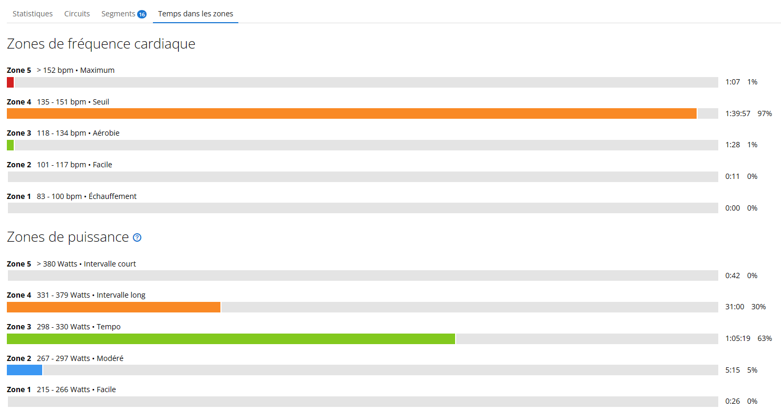 Statistiques Circuits Segments 16 Temps dans les zones
Zones de fréquence cardiaque
Zone 5 > 152 bpm • Maximum
1:07 1%
Zone 4 135 - 151 bpm • Seuil
1:39:57 97%
Zone 3 118 - 134 bpm • Aérobie
1:28 1%
Zone 2 101 - 117 bpm • Facile
0:11 0%
Zone 1 83 - 100 bpm • Échauffement
0:00 0%
Zones de puissance ?
Zone 5 > 380 Watts • Intervalle court
0:42 0%
Zone 4 331 - 379 Watts • Intervalle long
31:00 30%
Zone 3 298 - 330 Watts • Tempo
1:05:19 63%
Zone 2 267 - 297 Watts • Modéré
5:15 5%
Zone 1 215 - 266 Watts • Facile
0:26 0%